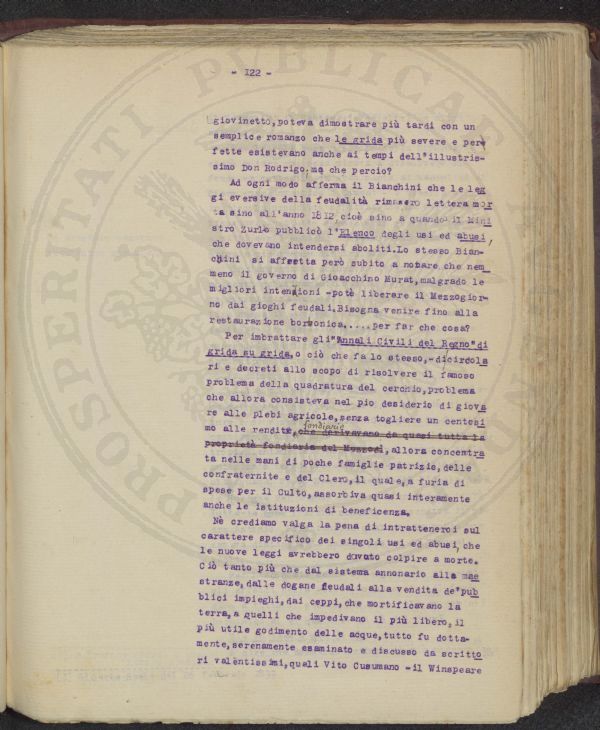 - 122 -
giovinetto, poteva dimostrare più tardi con un
semplice romanzo che le grida più severe e per
fette esistevano anche ai tempi dell'illustris-
simo Don Rodrigo, ma che percio?
Ad ogni modo afferma il Bianchini che le leg
gi eversive della feudalità rimasero lettera mor
ta sino all'anno 1812 cioè sino a quando il Mini
stro Zurlo pubblicò l'Elenco degli usi ed abusi,
che dovevano intendersi aboliti. Lo stesso Bian-
chini si affretta però subito a notare che nem
meno il governo di Gioacchino Murat, malgrado le
migliori intenzioni - potè liberare il Mezzogior-
no dai gioghi feudali. Bisogna venire fino alla
restaurazione borbonica.....per far che cosa?
Per imbrattare gli "Annali Civili del Regno" di
grida su grida, o ciò che fa lo stesso, - di circola
ri e decreti allo scopo di risolvere il famoso
problema della quadratura del cerchio, problema
che allora consisteva nel pio desiderio di giova
re alle plebi agricole, senza togliere un centesi
fondiarie
mo alle rendite, che derivavano da quasi tutta la
proprietà fondiaria del Mezzodì, allora concentra
ta nelle mani di poche famiglie patrizie, delle
confraternite e del Clero, il quale, a furia di
spese per il Culto, assorbiva quasi interamente
anche le istituzioni di beneficenza.
Nè crediamo valga la pena di intrattenerci sul
carattere specifico dei singoli usi ed abusi, che
le nuove leggi avrebbero dovuto colpire a morte.
Ciò tanto più che dal sistema annonario alla mae
stranze, dalle dogane feudali alla vendita de' pub
blici impieghi, dai ceppi, che mortificavano la
terra, a quelli che impedivano il più libero, il
più utile godimento delle acque, tutto fu dotta-
mente, serenamente esaminato e discusso da scritto
ri valentissimi, quali Vito Cusumano - il Winspeare
PROSPERITATI PUBLICAE